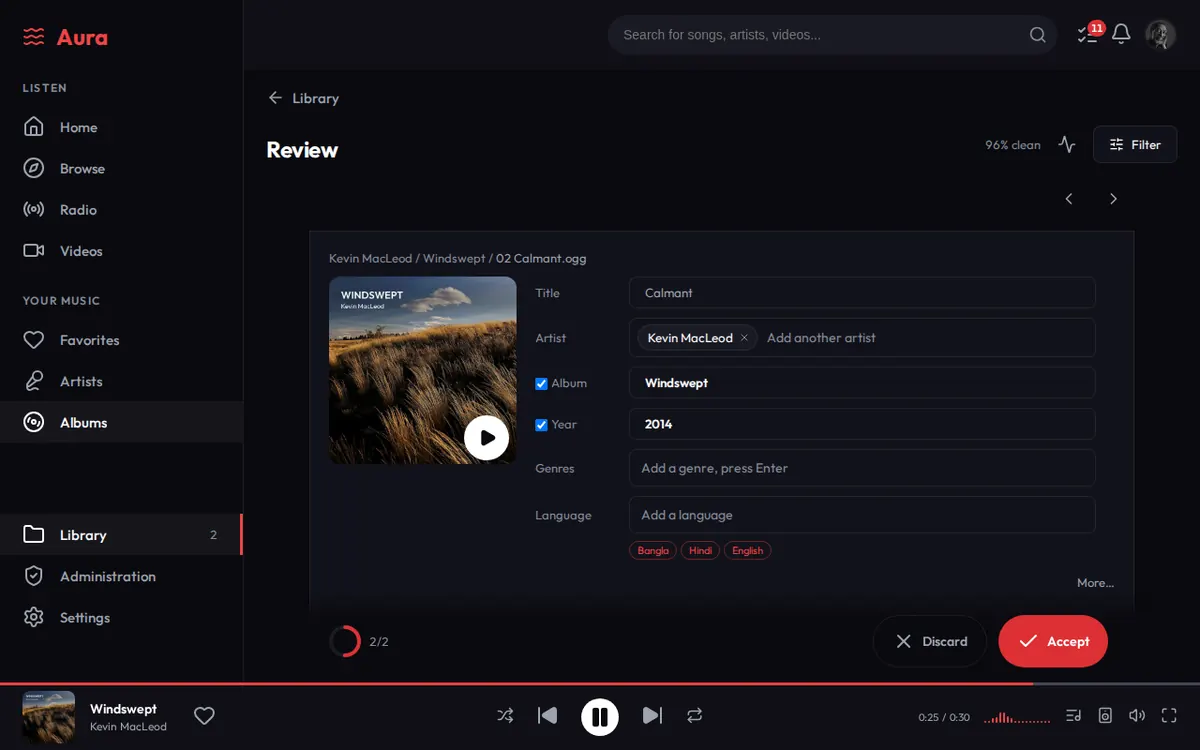 Aura
Search for songs, artists, videos...
11
LISTEN
Home
Browse
Radio
Videos
YOUR MUSIC
Favorites
Artists
Albums
Library 2
Administration
Settings
Library
Review
96% clean
Filter
Kevin MacLeod / Windswept / 02 Calmant.ogg
WINDSWEPT
Kevin MacLeod
Title Calmant
Artist Kevin MacLeod × Add another artist
Album Windswept
Year 2014
Genres Add a genre, press Enter
Language Add a language
Bangla Hindi English
More...
2/2
Discard
Accept
Windswept
Kevin MacLeod
0:25 / 0:30